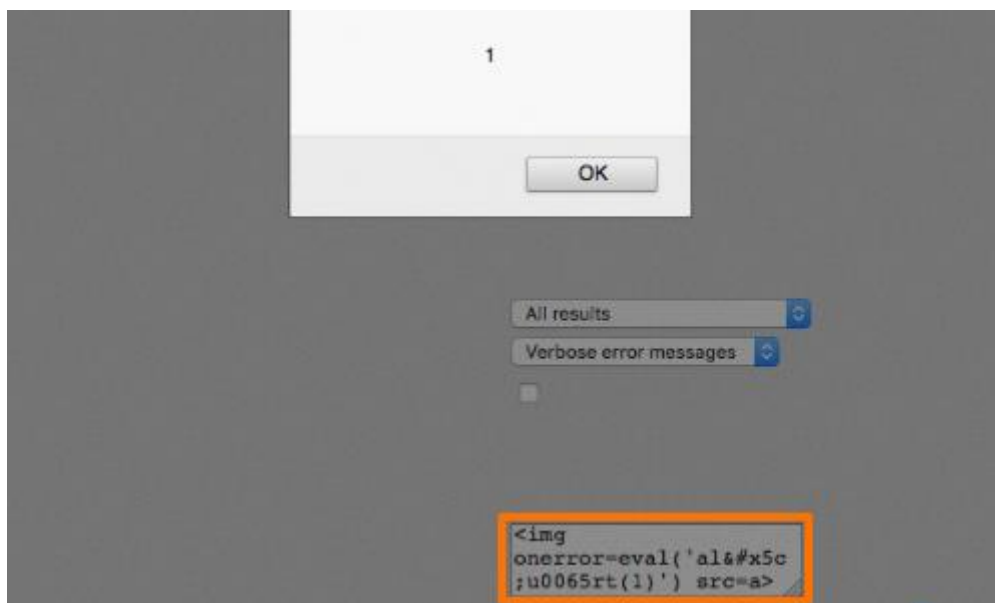 1
OK
All results
Verbose error messages
<img
onerror=eval('al&#x5c
;u0065rt(1)') src=a>